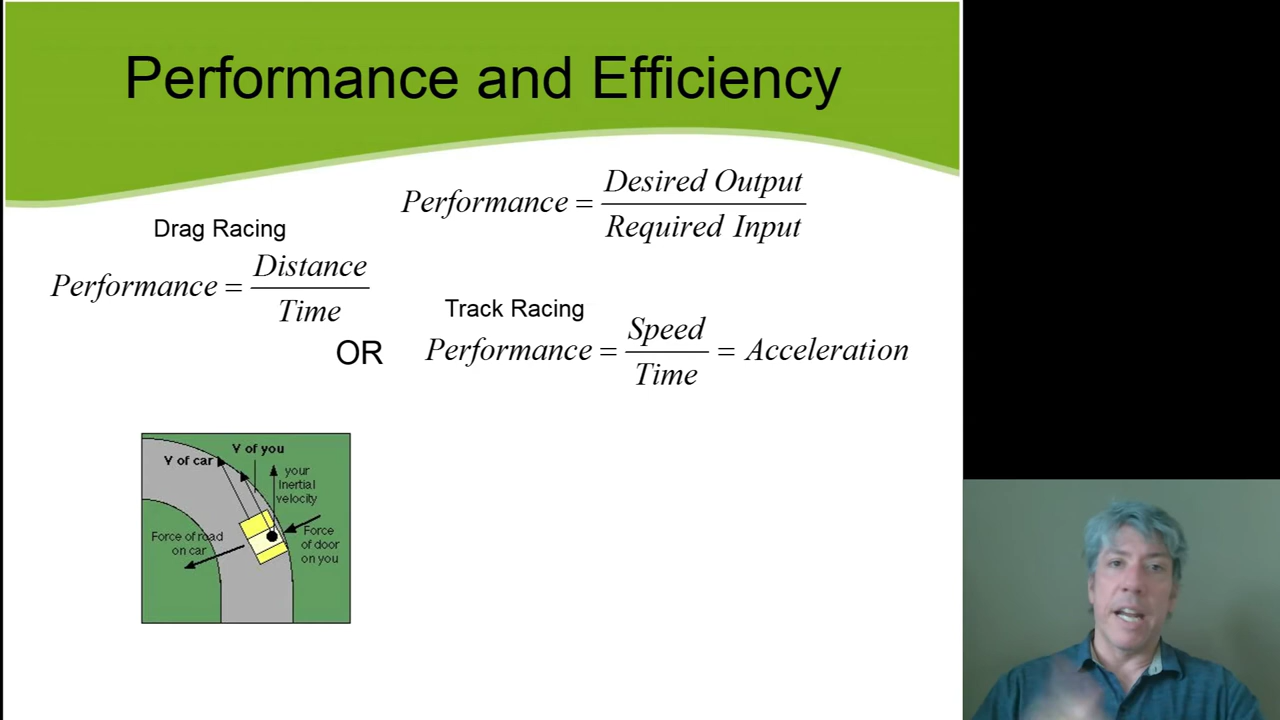 Performance and Efficiency
Performance = Desired Output / Required Input
Drag Racing
Performance = Distance / Time
OR
Track Racing
Performance = Speed / Time = Acceleration
V of you
V of car
your
Inertial
velocity
Force of road
on car
Force
of door
on you